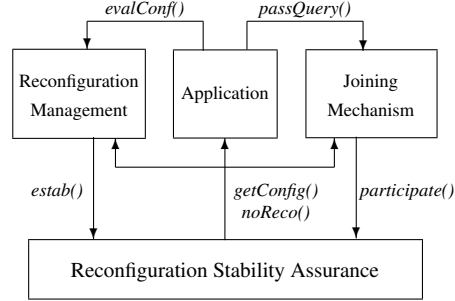 evalConf()
passQuery()
Reconfiguration
Management
Application
Joining
Mechanism
estab()
getConfig()
noReco()
participate()
Reconfiguration Stability Assurance